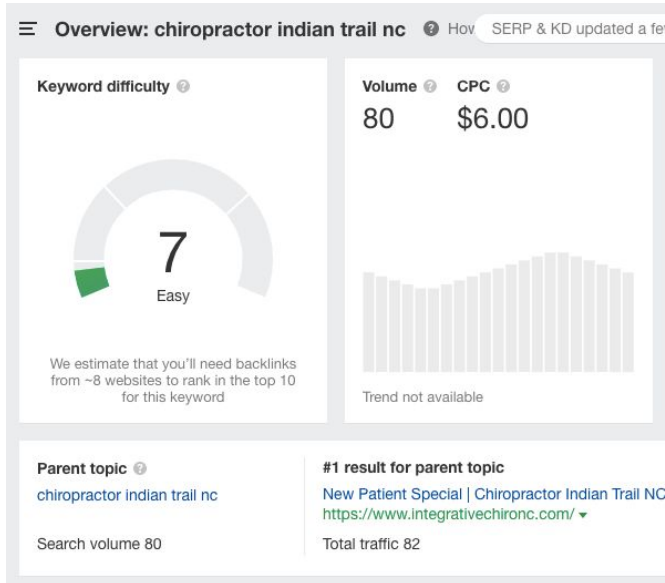 Overview: chiropractor indian trail nc ? How SERP & KD updated a few
Keyword difficulty ?
7
Easy
We estimate that you'll need backlinks
from ~8 websites to rank in the top 10
for this keyword
Volume ? CPC ?
80 $6.00
Trend not available
Parent topic ?
chiropractor indian trail nc
Search volume 80
#1 result for parent topic
New Patient Special | Chiropractor Indian Trail NC
https://www.integrativechironc.com/
Total traffic 82